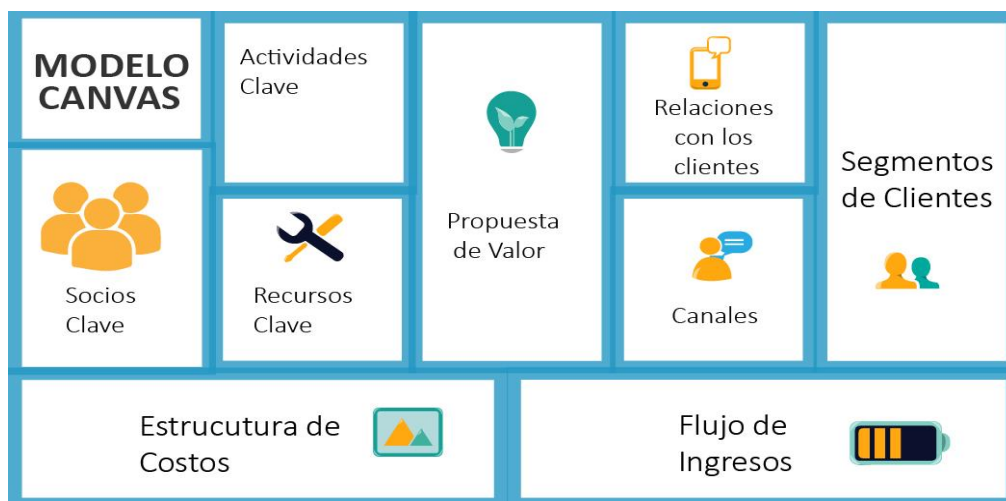 MODELO
CANVAS
Socios
Clave
Actividades
Clave
Recursos
Clave
Propuesta
de Valor
Relaciones
con los
clientes
Canales
Segmentos
de Clientes
Estrucutura de
Costos
Flujo de
Ingresos